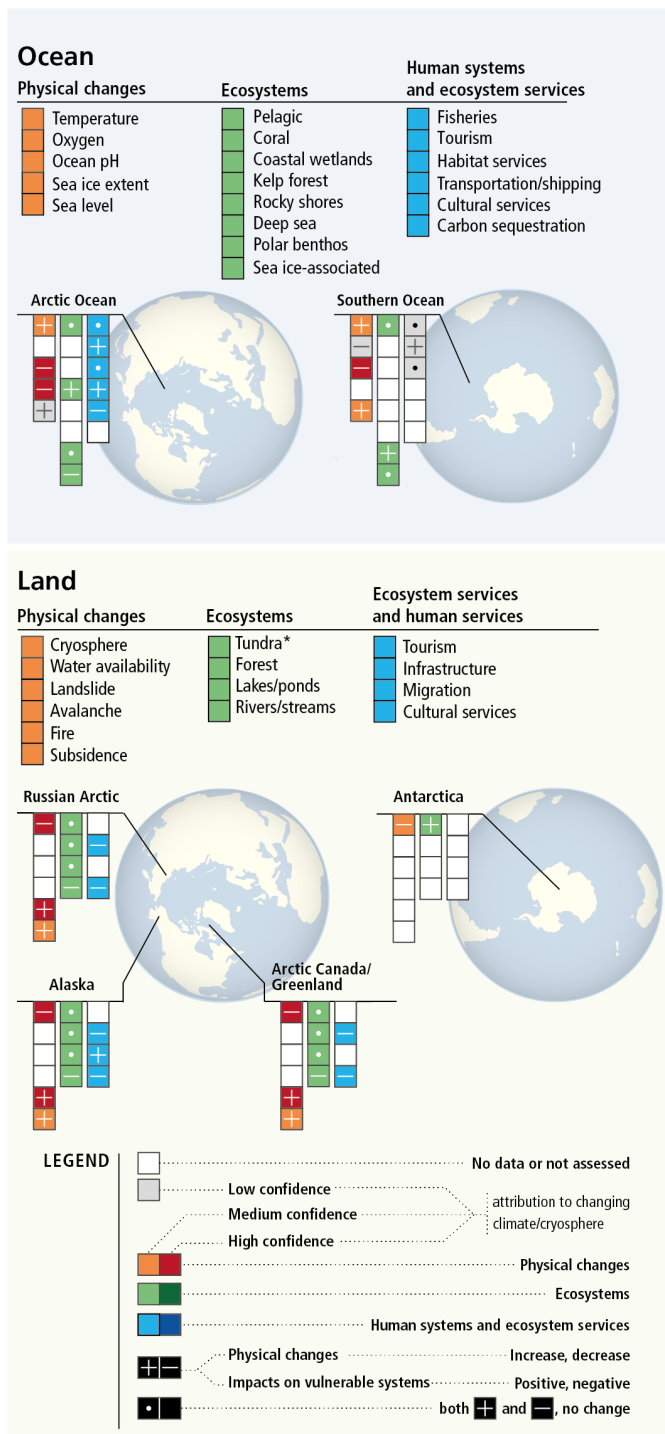 Ocean
Physical changes
Temperature
Oxygen
Ocean pH
Sea ice extent
Sea level
Ecosystems
Pelagic
Coral
Coastal wetlands
Kelp forest
Rocky shores
Deep sea
Polar benthos
Sea ice-associated
Human systems
and ecosystem services
Fisheries
Tourism
Habitat services
Transportation/shipping
Cultural services
Carbon sequestration
Arctic Ocean
Southern Ocean
Land
Physical changes
Cryosphere
Water availability
Landslide
Avalanche
Fire
Subsidence
Ecosystems
Tundra*
Forest
Lakes/ponds
Rivers/streams
Ecosystem services
and human services
Tourism
Infrastructure
Migration
Cultural services
Russian Arctic
Antarctica
Alaska
Arctic Canada/
Greenland
LEGEND
No data or not assessed
Low confidence
Medium confidence
High confidence
attribution to changing
climate/cryosphere
Physical changes
Ecosystems
Human systems and ecosystem services
Physical changes Increase, decrease
Impacts on vulnerable systems Positive, negative
both + and −, no change